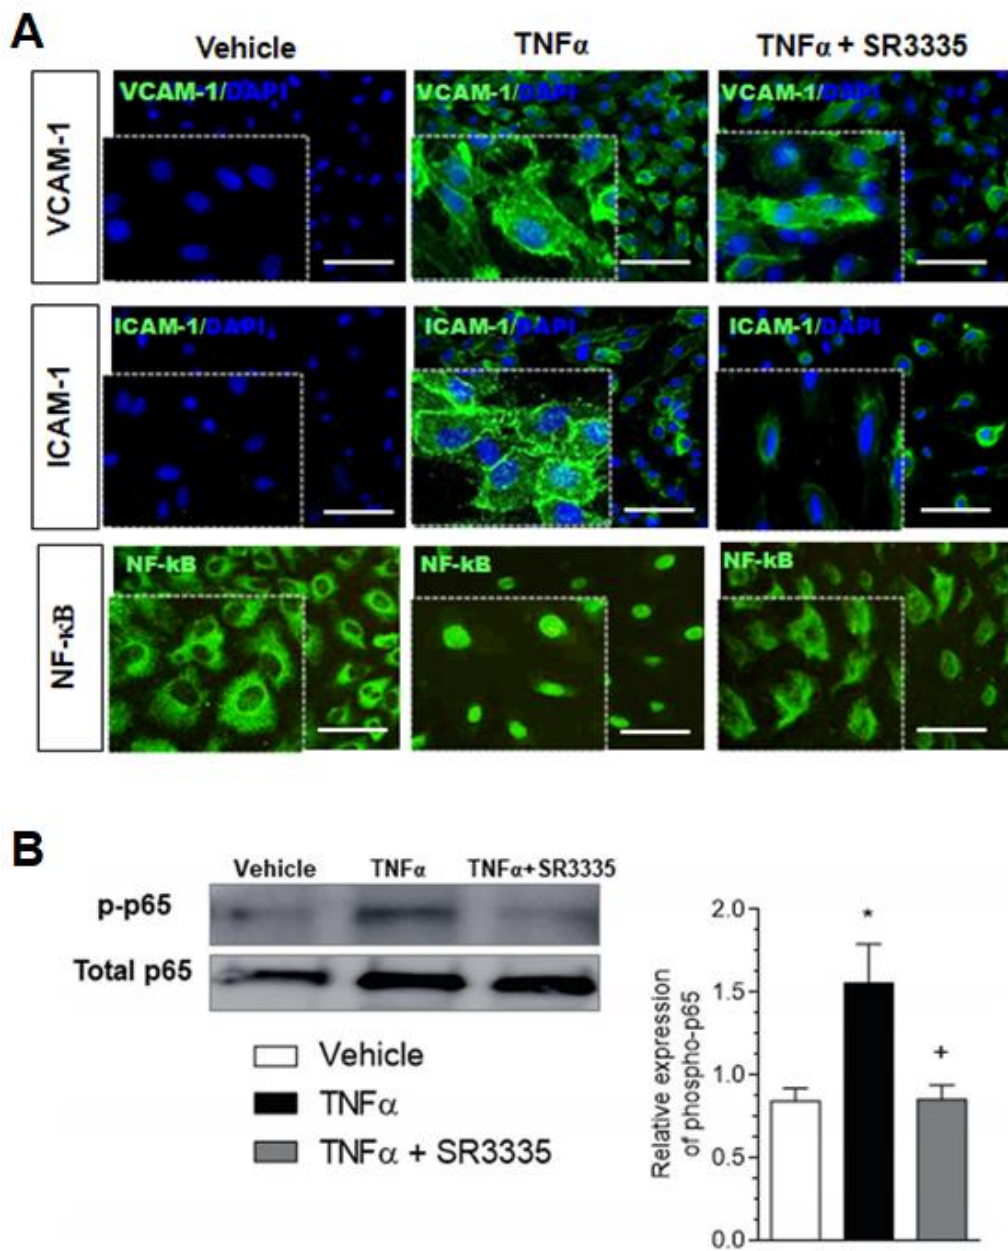 A
Vehicle
TNFα
TNFα + SR3335
VCAM-1
VCAM-1/DAPI
VCAM-1/DAPI
VCAM-1/DAPI
ICAM-1
ICAM-1/DAPI
ICAM-1/DAPI
ICAM-1/DAPI
NF-κB
NF-kB
NF-kB
NF-kB
B
Vehicle
TNFα
TNFα+SR3335
p-p65
Total p65
Vehicle
TNFα
TNFα + SR3335
Relative expression
of phospho-p65
2.0
1.5
1.0
0.5
0.0
*
+